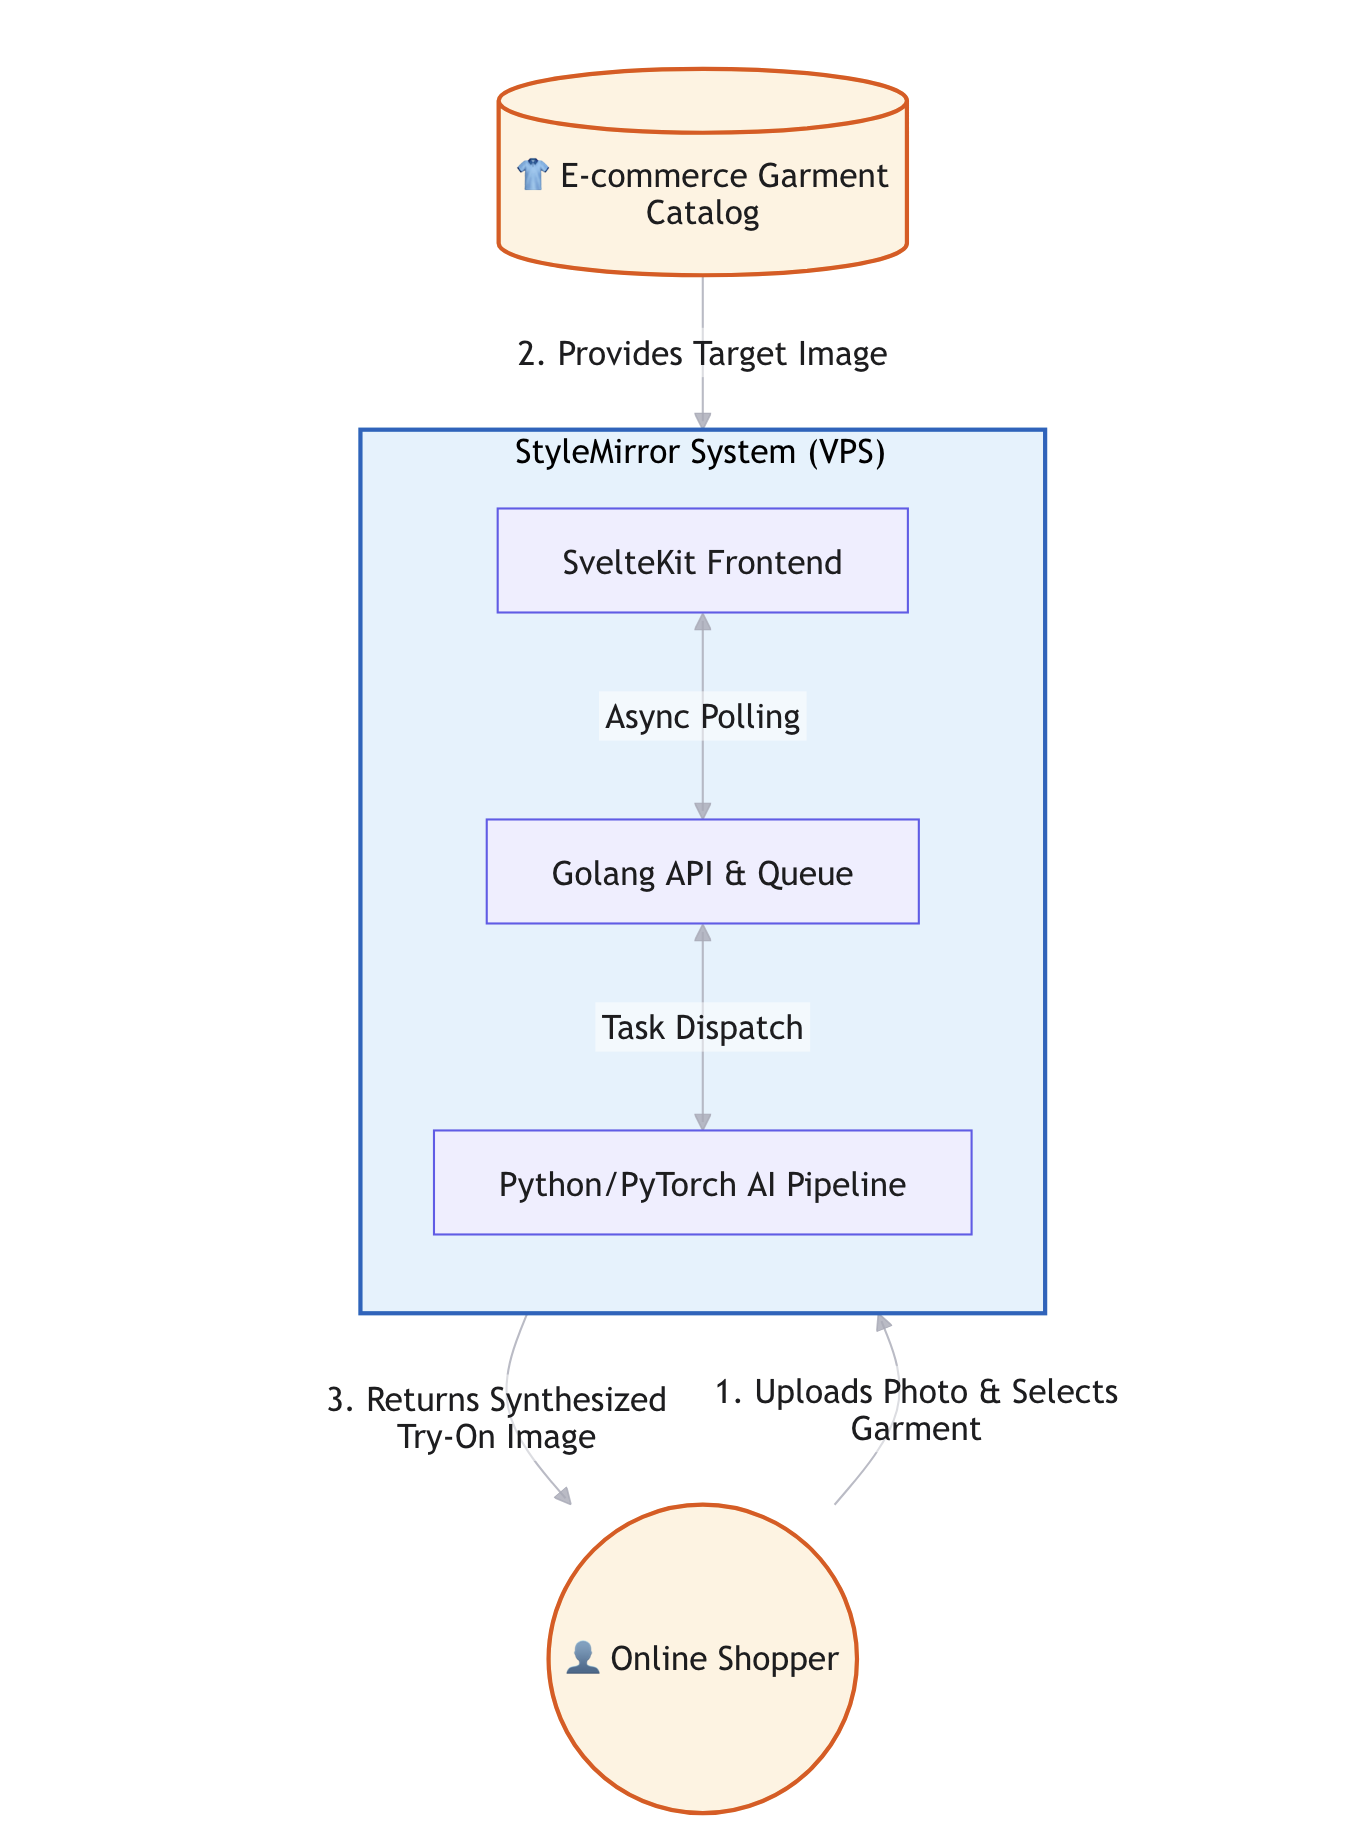 E-commerce Garment
Catalog
2. Provides Target Image
StyleMirror System (VPS)
SvelteKit Frontend
Async Polling
Golang API & Queue
Task Dispatch
Python/PyTorch AI Pipeline
3. Returns Synthesized
Try-On Image
1. Uploads Photo & Selects
Garment
Online Shopper